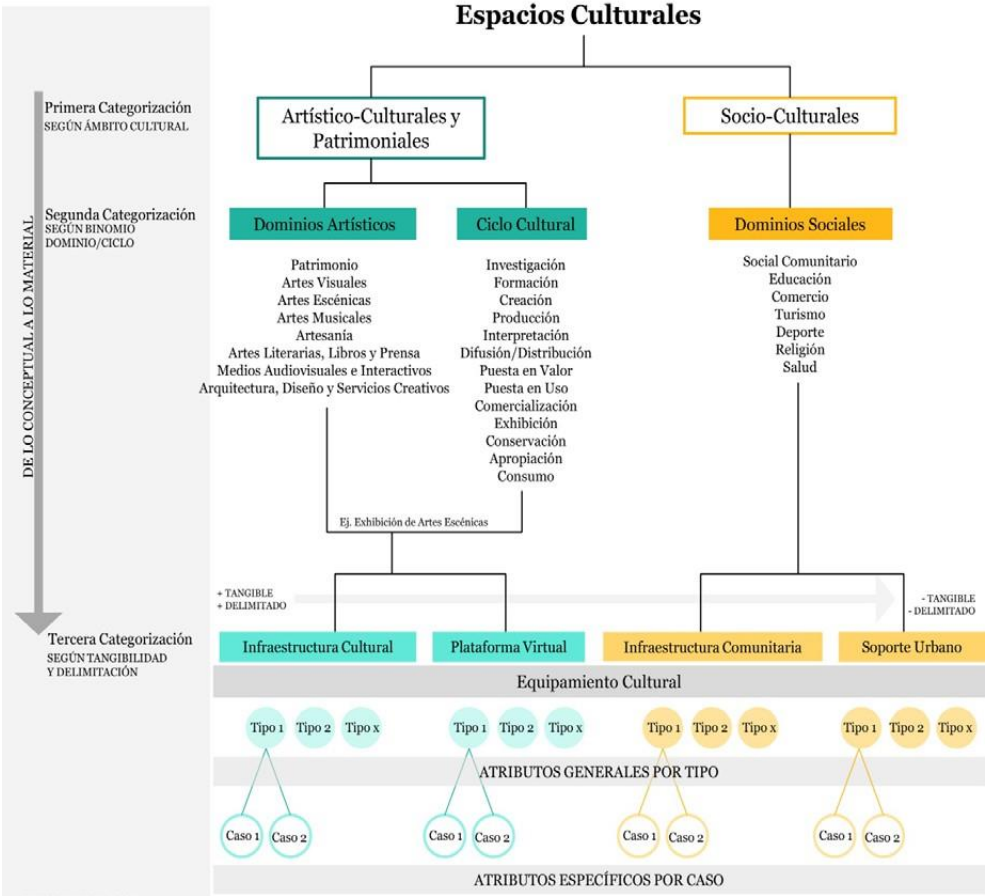 Espacios Culturales
Primera Categorización
SEGÚN ÁMBITO CULTURAL
Artístico-Culturales y
Patrimoniales
Socio-Culturales
DE LO CONCEPTUAL A LO MATERIAL
Segunda Categorización
SEGÚN BINOMIO
DOMINIO/CICLO
Dominios Artísticos
Patrimonio
Artes Visuales
Artes Escénicas
Artes Musicales
Artesanía
Artes Literarias, Libros y Prensa
Medios Audiovisuales e Interactivos
Arquitectura, Diseño y Servicios Creativos
Ciclo Cultural
Investigación
Formación
Creación
Producción
Interpretación
Difusión/Distribución
Puesta en Valor
Puesta en Uso
Comercialización
Exhibición
Conservación
Apropiación
Consumo
Dominios Sociales
Social Comunitario
Educación
Comercio
Turismo
Deporte
Religión
Salud
Ej. Exhibición de Artes Escénicas
+ TANGIBLE
+ DELIMITADO
- TANGIBLE
- DELIMITADO
Tercera Categorización
SEGÚN TANGIBILIDAD
Y DELIMITACIÓN
Infraestructura Cultural
Plataforma Virtual
Infraestructura Comunitaria
Soporte Urbano
Equipamiento Cultural
Tipo 1 Tipo 2 Tipo x
Tipo 1 Tipo 2 Tipo x
Tipo 1 Tipo 2 Tipo x
Tipo 1 Tipo 2 Tipo x
ATRIBUTOS GENERALES POR TIPO
Caso 1 Caso 2
Caso 1 Caso 2
Caso 1 Caso 2
Caso 1 Caso 2
ATRIBUTOS ESPECÍFICOS POR CASO